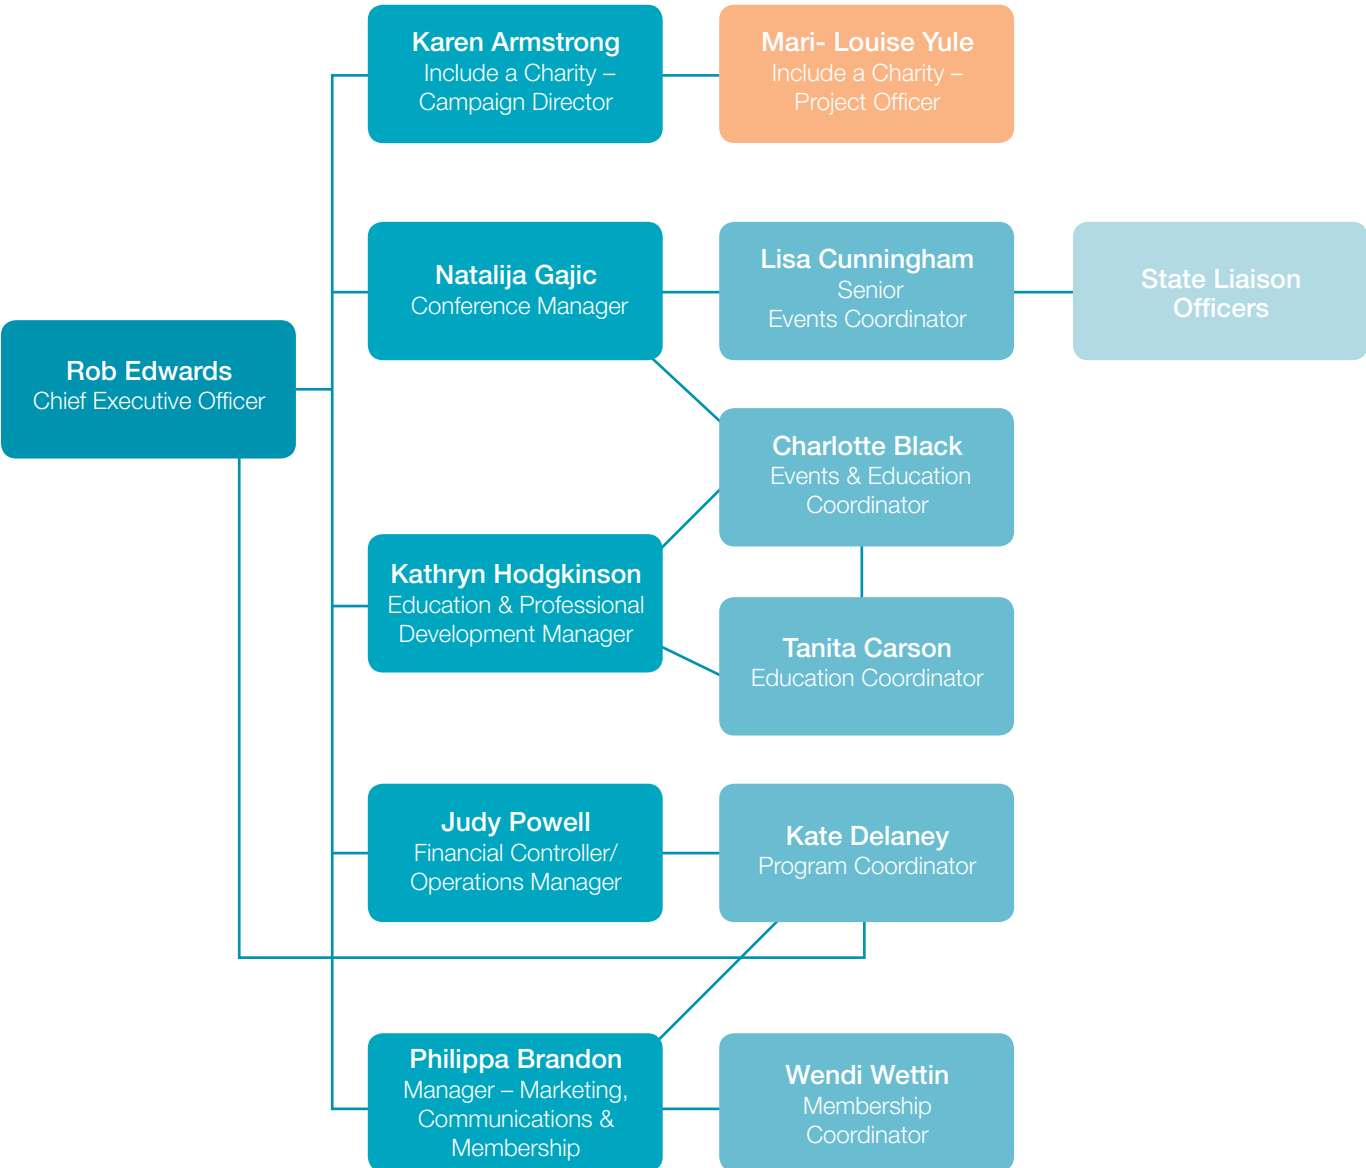 Karen Armstrong
Include a Charity –
Campaign Director
Mari- Louise Yule
Include a Charity –
Project Officer
Natalija Gajic
Conference Manager
Lisa Cunningham
Senior
Events Coordinator
State Liaison
Officers
Rob Edwards
Chief Executive Officer
Charlotte Black
Events & Education
Coordinator
Kathryn Hodgkinson
Education & Professional
Development Manager
Tanita Carson
Education Coordinator
Judy Powell
Financial Controller/
Operations Manager
Kate Delaney
Program Coordinator
Philippa Brandon
Manager – Marketing,
Communications &
Membership
Wendi Wettin
Membership
Coordinator